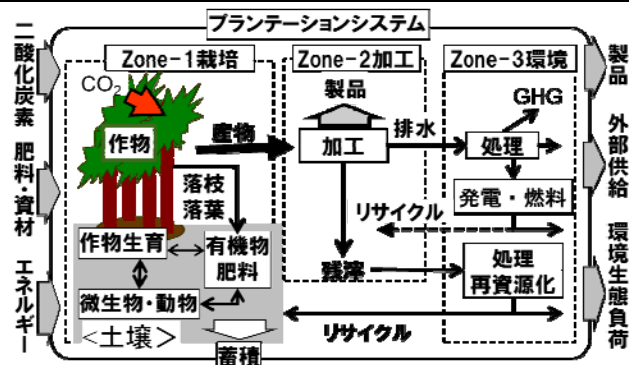 プランテーションシステム
二酸化炭素
肥料・資材
エネルギー
Zone-1栽培
CO₂
作物
産物
落枝
落葉
作物生育
有機物
肥料
微生物・動物
<土壌>
蓄積
Zone-2加工
製品
加工
排水
リサイクル
残滓
リサイクル
Zone-3環境
GHG
処理
発電・燃料
処理
再資源化
製品
外部供給
環境生態負荷